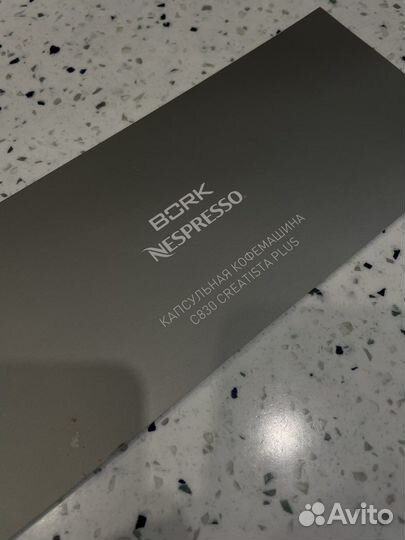 BORK
NESPRESSO
КАПСУЛЬНАЯ КОФЕМАШИНА
C830 CREATISTA PLUS
Avito